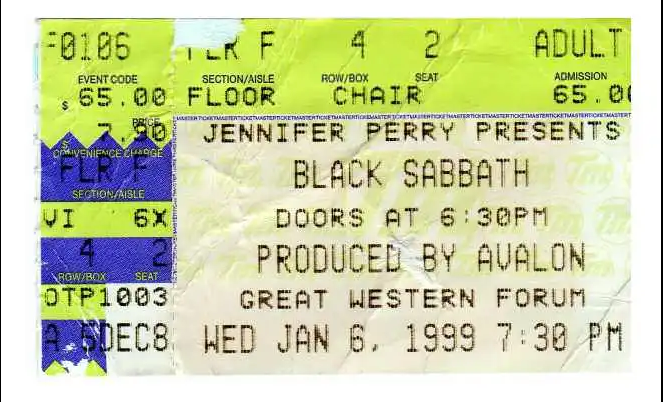 F0106 FLR F 4 2 ADULT
EVENT CODE SECTION/AISLE ROW/BOX SEAT ADMISSION
$ 65.00 FLOOR CHAIR 65.00
PRICE
$ 7.90 JENNIFER PERRY PRESENTS
CONVENIENCE CHARGE
FLR F BLACK SABBATH
SECTION/AISLE
VI 6X DOORS AT 6:30PM
4 2 PRODUCED BY AVALON
ROW/BOX SEAT
OTP1003 GREAT WESTERN FORUM
A 5DEC8 WED JAN 6, 1999 7:30 PM